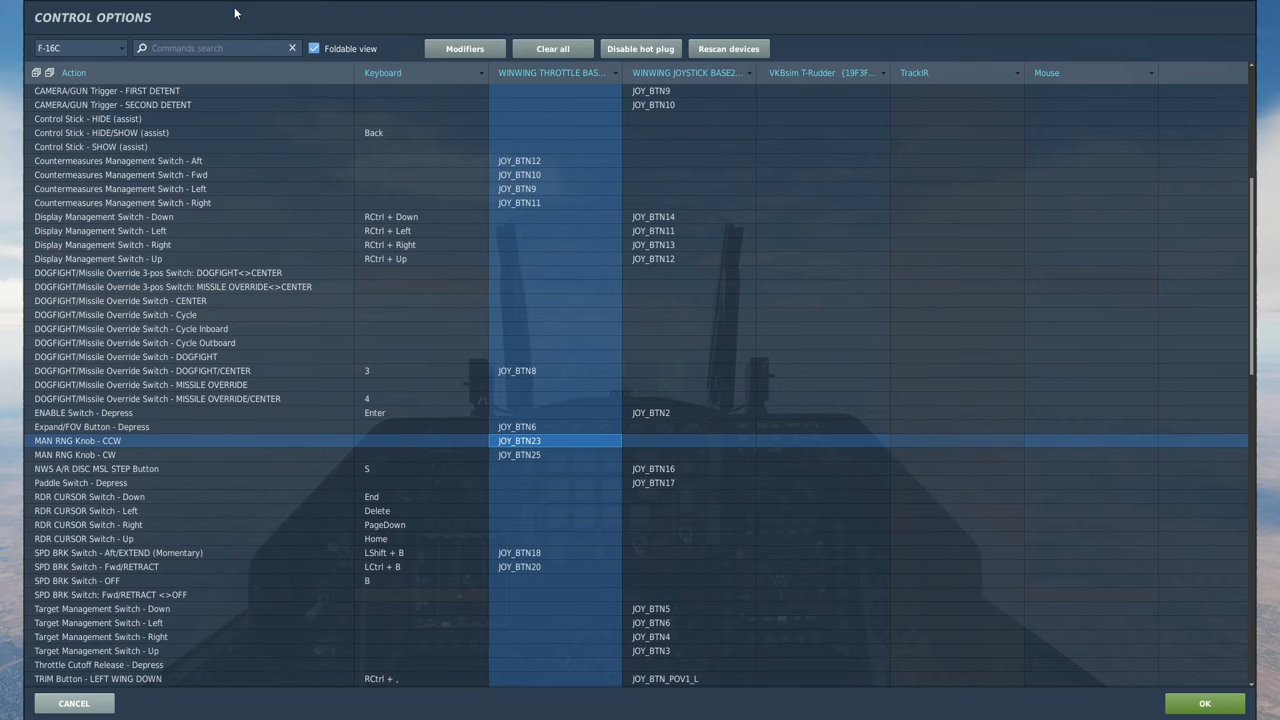 CONTROL OPTIONS
F-16C Commands search Foldable view Modifiers Clear all Disable hot plug Rescan devices
Action Keyboard WINWING THROTTLE BAS... WINWING JOYSTICK BASE2... VKBsim T-Rudder {19F3F... TrackIR Mouse
CAMERA/GUN Trigger - FIRST DETENT JOY_BTN9
CAMERA/GUN Trigger - SECOND DETENT JOY_BTN10
Control Stick - HIDE (assist)
Control Stick - HIDE/SHOW (assist) Back
Control Stick - SHOW (assist)
Countermeasures Management Switch - Aft JOY_BTN12
Countermeasures Management Switch - Fwd JOY_BTN10
Countermeasures Management Switch - Left JOY_BTN9
Countermeasures Management Switch - Right JOY_BTN11
Display Management Switch - Down RCtrl + Down JOY_BTN14
Display Management Switch - Left RCtrl + Left JOY_BTN11
Display Management Switch - Right RCtrl + Right JOY_BTN13
Display Management Switch - Up RCtrl + Up JOY_BTN12
DOGFIGHT/Missile Override 3-pos Switch: DOGFIGHT<>CENTER
DOGFIGHT/Missile Override 3-pos Switch: MISSILE OVERRIDE<>CENTER
DOGFIGHT/Missile Override Switch - CENTER
DOGFIGHT/Missile Override Switch - Cycle
DOGFIGHT/Missile Override Switch - Cycle Inboard
DOGFIGHT/Missile Override Switch - Cycle Outboard
DOGFIGHT/Missile Override Switch - DOGFIGHT
DOGFIGHT/Missile Override Switch - DOGFIGHT/CENTER 3 JOY_BTN8
DOGFIGHT/Missile Override Switch - MISSILE OVERRIDE
DOGFIGHT/Missile Override Switch - MISSILE OVERRIDE/CENTER 4
ENABLE Switch - Depress Enter JOY_BTN2
Expand/FOV Button - Depress JOY_BTN6
MAN RNG Knob - CCW JOY_BTN23
MAN RNG Knob - CW JOY_BTN25
NWS A/R DISC MSL STEP Button S JOY_BTN16
Paddle Switch - Depress JOY_BTN17
RDR CURSOR Switch - Down End
RDR CURSOR Switch - Left Delete
RDR CURSOR Switch - Right PageDown
RDR CURSOR Switch - Up Home
SPD BRK Switch - Aft/EXTEND (Momentary) LShift + B JOY_BTN18
SPD BRK Switch - Fwd/RETRACT LCtrl + B JOY_BTN20
SPD BRK Switch - OFF B
SPD BRK Switch: Fwd/RETRACT <>OFF
Target Management Switch - Down JOY_BTN5
Target Management Switch - Left JOY_BTN6
Target Management Switch - Right JOY_BTN4
Target Management Switch - Up JOY_BTN3
Throttle Cutoff Release - Depress
TRIM Button - LEFT WING DOWN RCtrl + , JOY_BTN_POV1_L
CANCEL OK